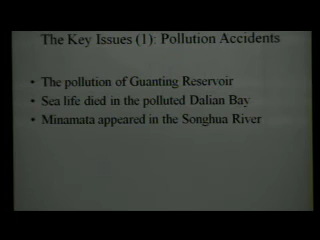 The Key Issues (1): Pollution Accidents
• The pollution of Guanting Reservoir
• Sea life died in the polluted Dalian Bay
• Minamata appeared in the Songhua River